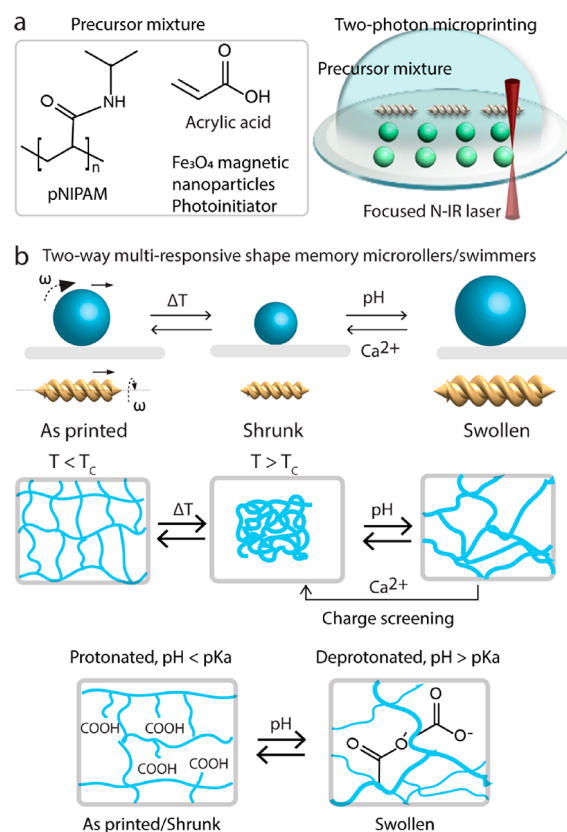 a
Precursor mixture
O
NH
n
pNIPAM
O
OH
Acrylic acid
Fe₃O₄ magnetic
nanoparticles
Photoinitiator
Two-photon microprinting
Precursor mixture
Focused N-IR laser
b
Two-way multi-responsive shape memory microrollers/swimmers
ω
ΔT
pH
Ca2+
ω
As printed
Shrunk
Swollen
T < Tc
T > Tc
ΔT
pH
Ca2+
Charge screening
Protonated, pH < pKa
Deprotonated, pH > pKa
COOH
COOH
COOH
COOH
pH
O
O-
O
O-
As printed/Shrunk
Swollen